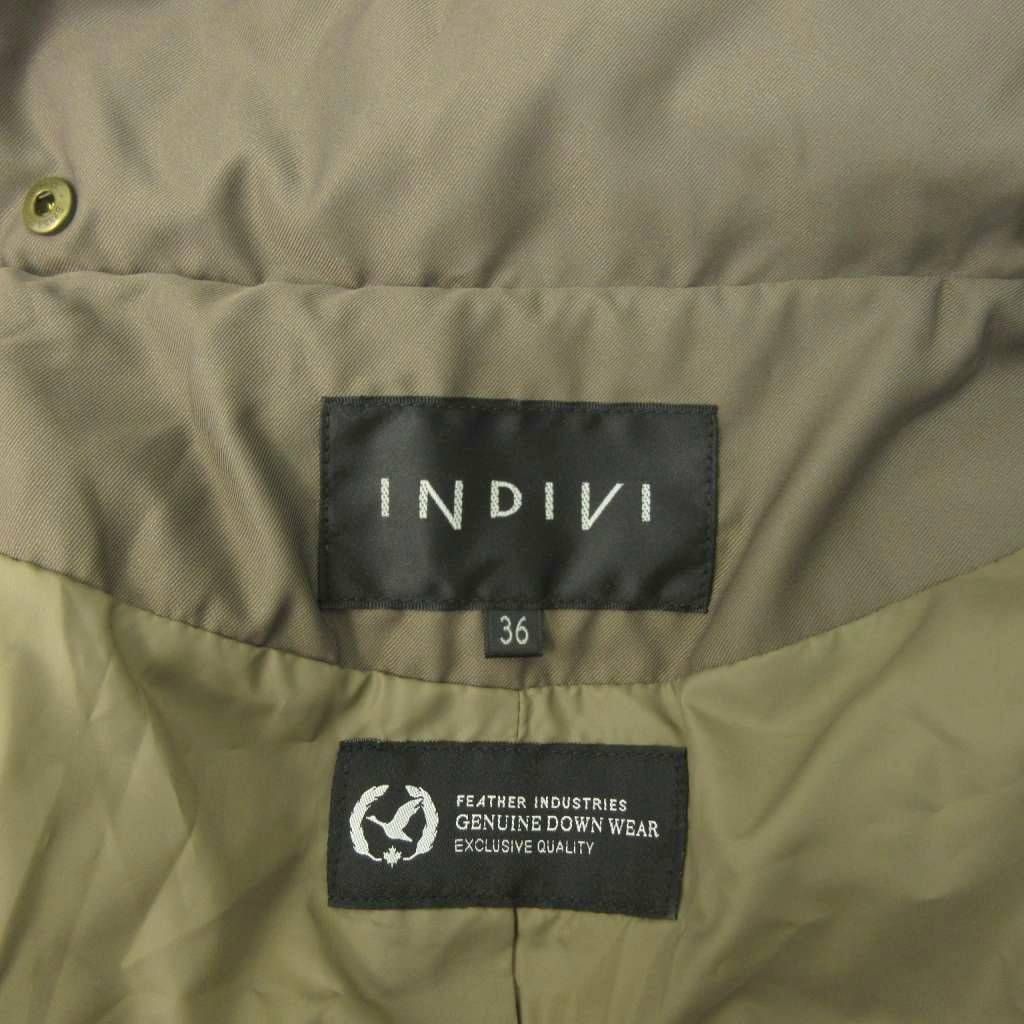 INDIVI
36
FEATHER INDUSTRIES
GENUINE DOWN WEAR
EXCLUSIVE QUALITY